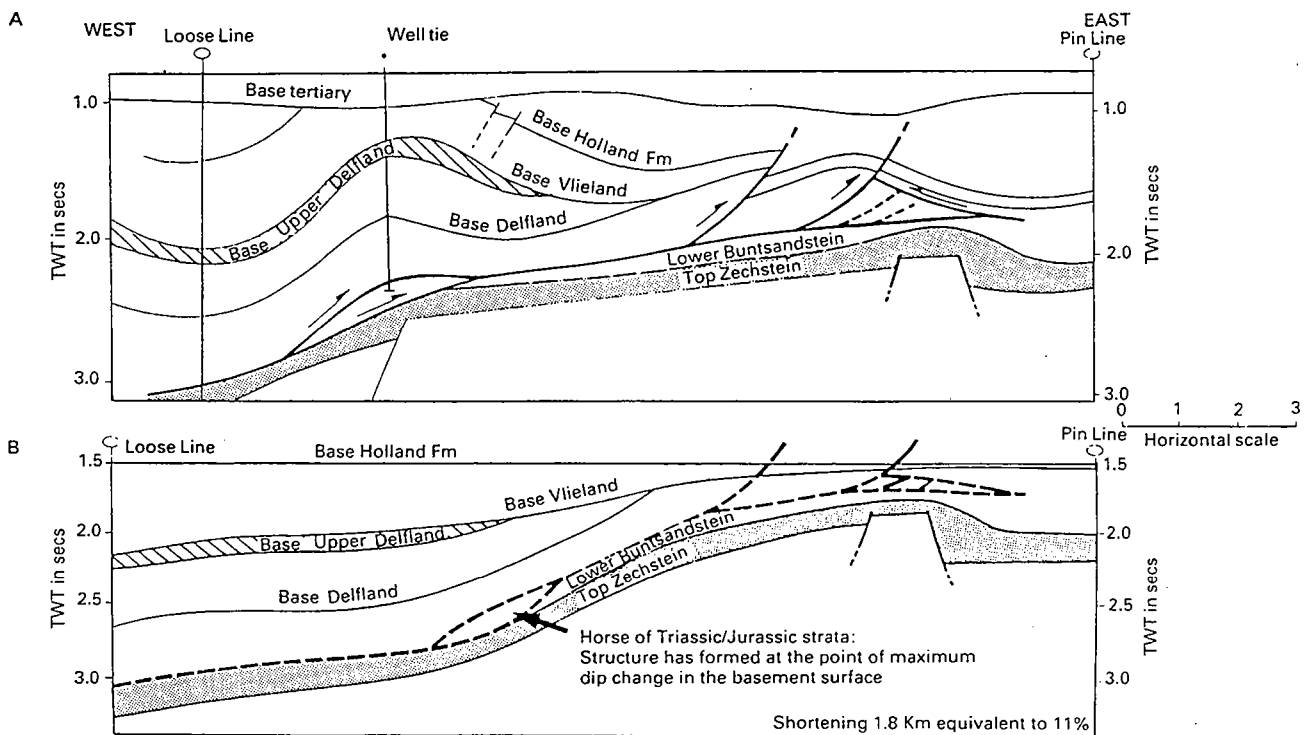 A
WEST
Loose Line
Well tie
EAST
Pin Line
Base tertiary
1.0
1.0
Base Holland Fm
Base Upper Delfland
Base Vlieland
TWT in secs
TWT in secs
Base Delfland
2.0
2.0
Lower Buntsandstein
Top Zechstein
3.0
3.0
0 1 2 3
Horizontal scale
B
Loose Line
Base Holland Fm
Pin Line
1.5
1.5
Base Vlieland
2.0
Base Upper Delfland
2.0
Lower Buntsandstein
Top Zechstein
TWT in secs
TWT in secs
2.5
Base Delfland
2.5
Horse of Triassic/Jurassic strata:
Structure has formed at the point of maximum
dip change in the basement surface
3.0
3.0
Shortening 1.8 Km equivalent to 11%